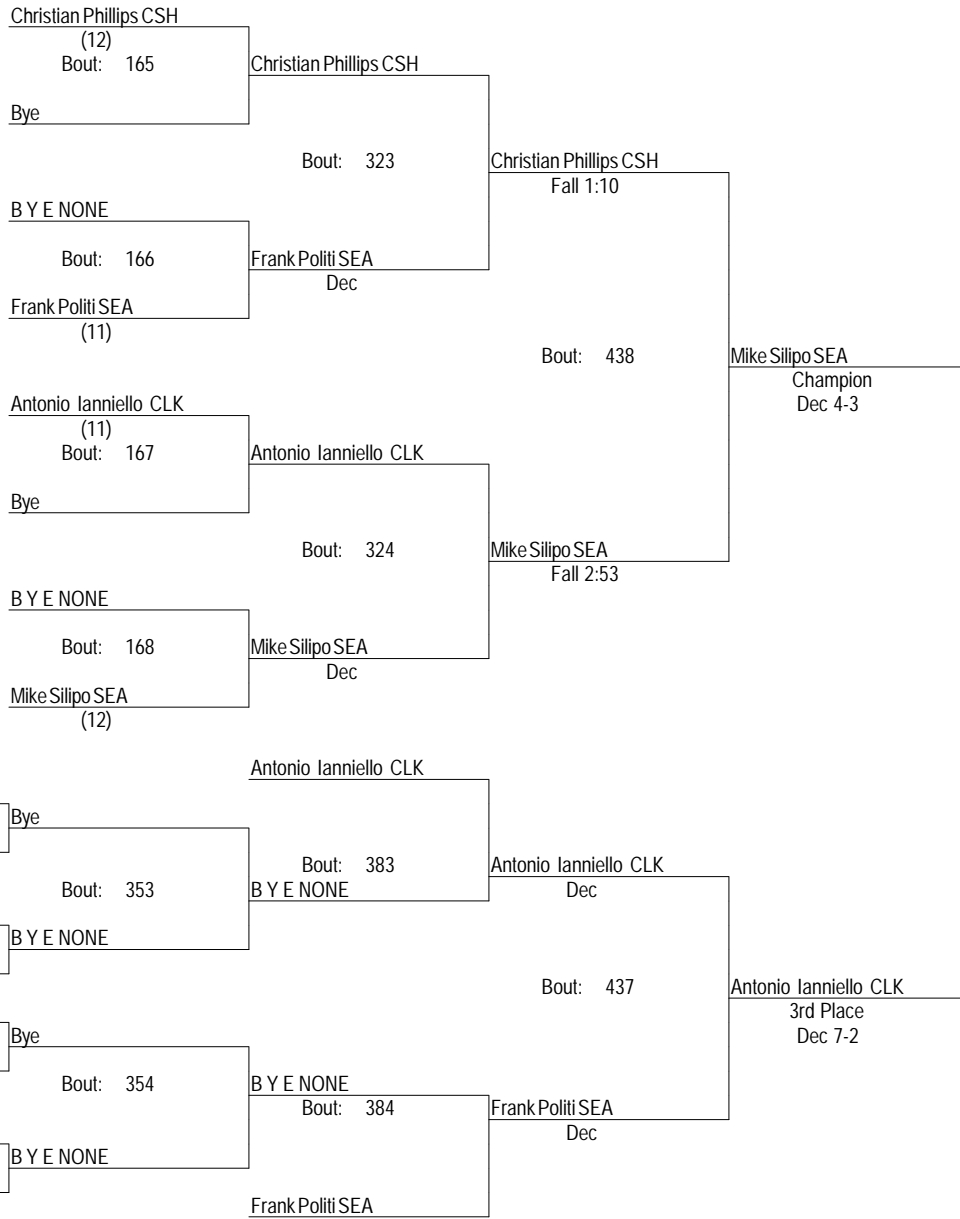 Christian Phillips CSH
(12)
Bout: 165
Christian Phillips CSH
Bye
Bout: 323
Christian Phillips CSH
Fall 1:10
B Y E NONE
Bout: 166
Frank Politi SEA
Dec
Frank Politi SEA
(11)
Bout: 438
Mike Silipo SEA
Champion
Dec 4-3
Antonio Ianniello CLK
(11)
Bout: 167
Antonio Ianniello CLK
Bye
Bout: 324
Mike Silipo SEA
Fall 2:53
B Y E NONE
Bout: 168
Mike Silipo SEA
Dec
Mike Silipo SEA
(12)
Antonio Ianniello CLK
Bye
Bout: 383
Antonio Ianniello CLK
Dec
Bout: 353
B Y E NONE
B Y E NONE
Bout: 437
Antonio Ianniello CLK
3rd Place
Dec 7-2
Bye
Bout: 354
B Y E NONE
Bout: 384
Frank Politi SEA
Dec
B Y E NONE
Frank Politi SEA